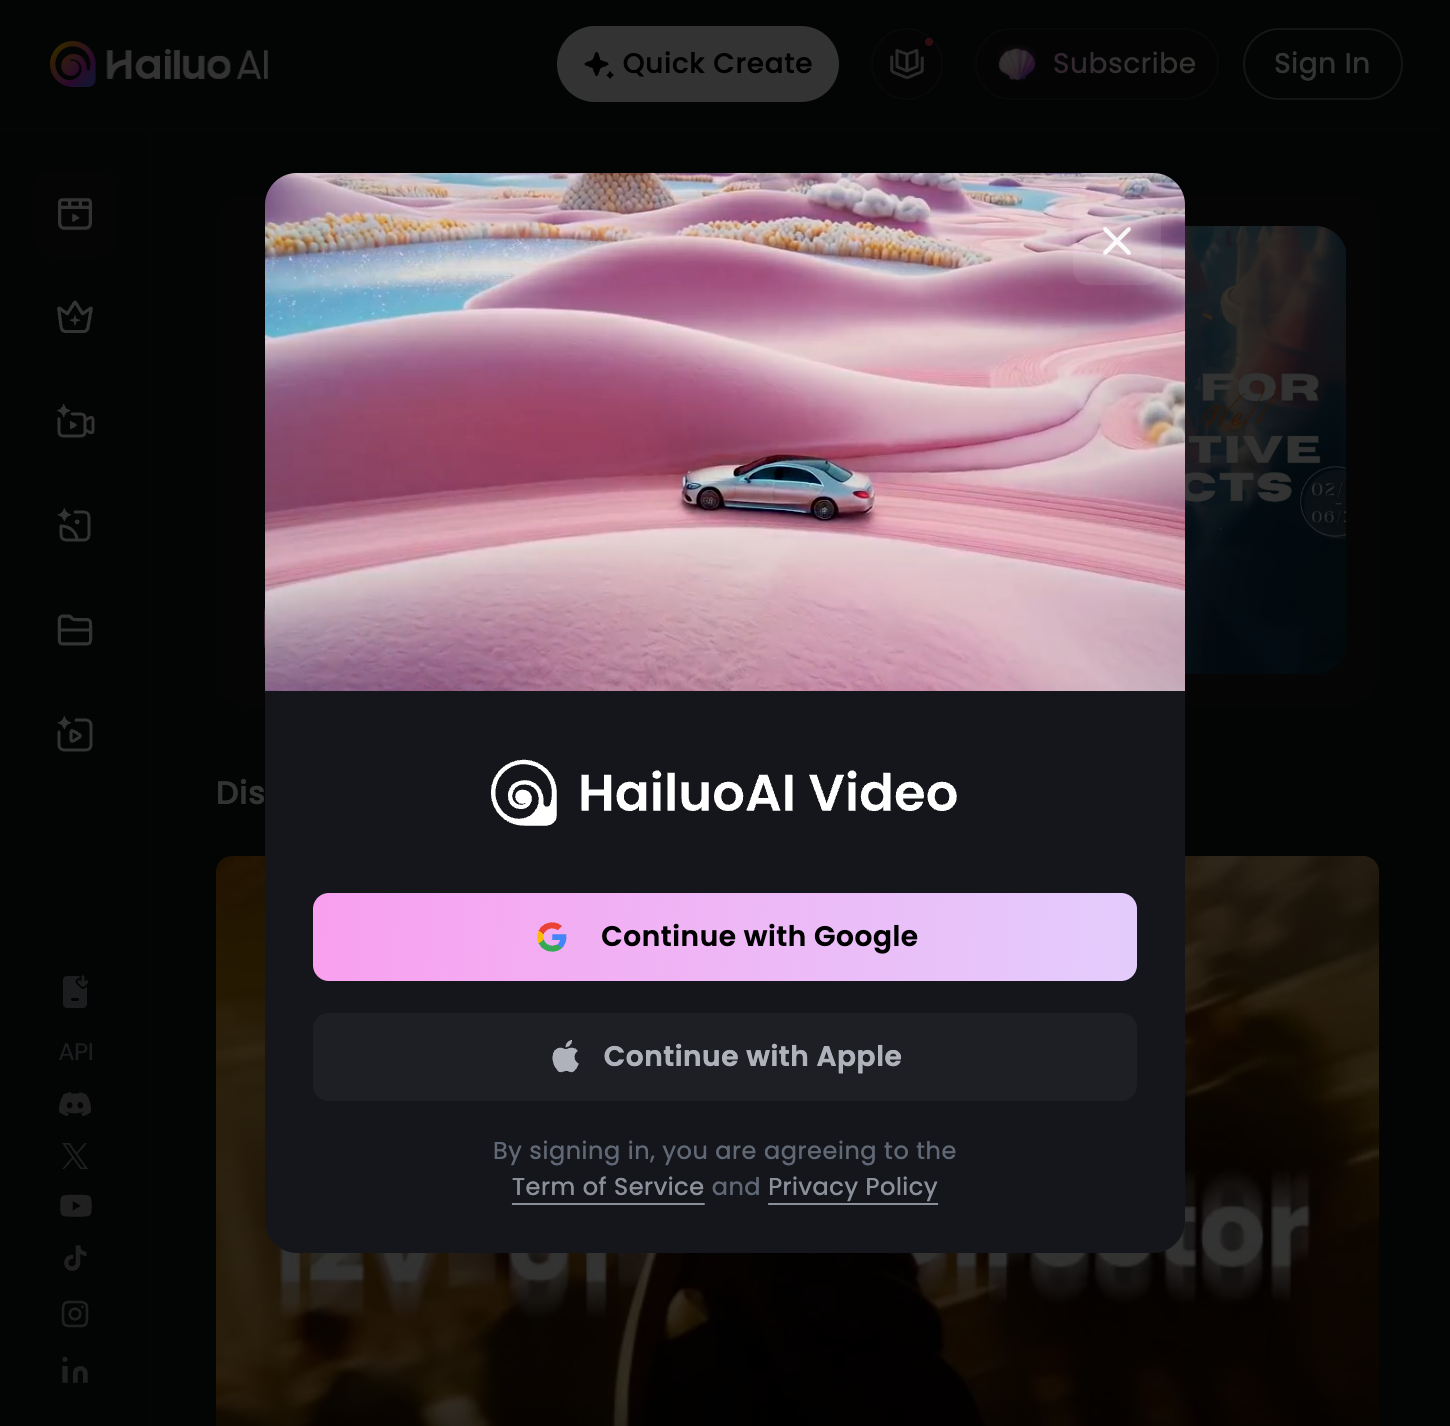 Hailuo AI
Quick Create
Subscribe
Sign In
FOR
TIVE
CTS
02/
06/
Dis
HailuoAI Video
Continue with Google
Continue with Apple
By signing in, you are agreeing to the
Term of Service and Privacy Policy
API
in